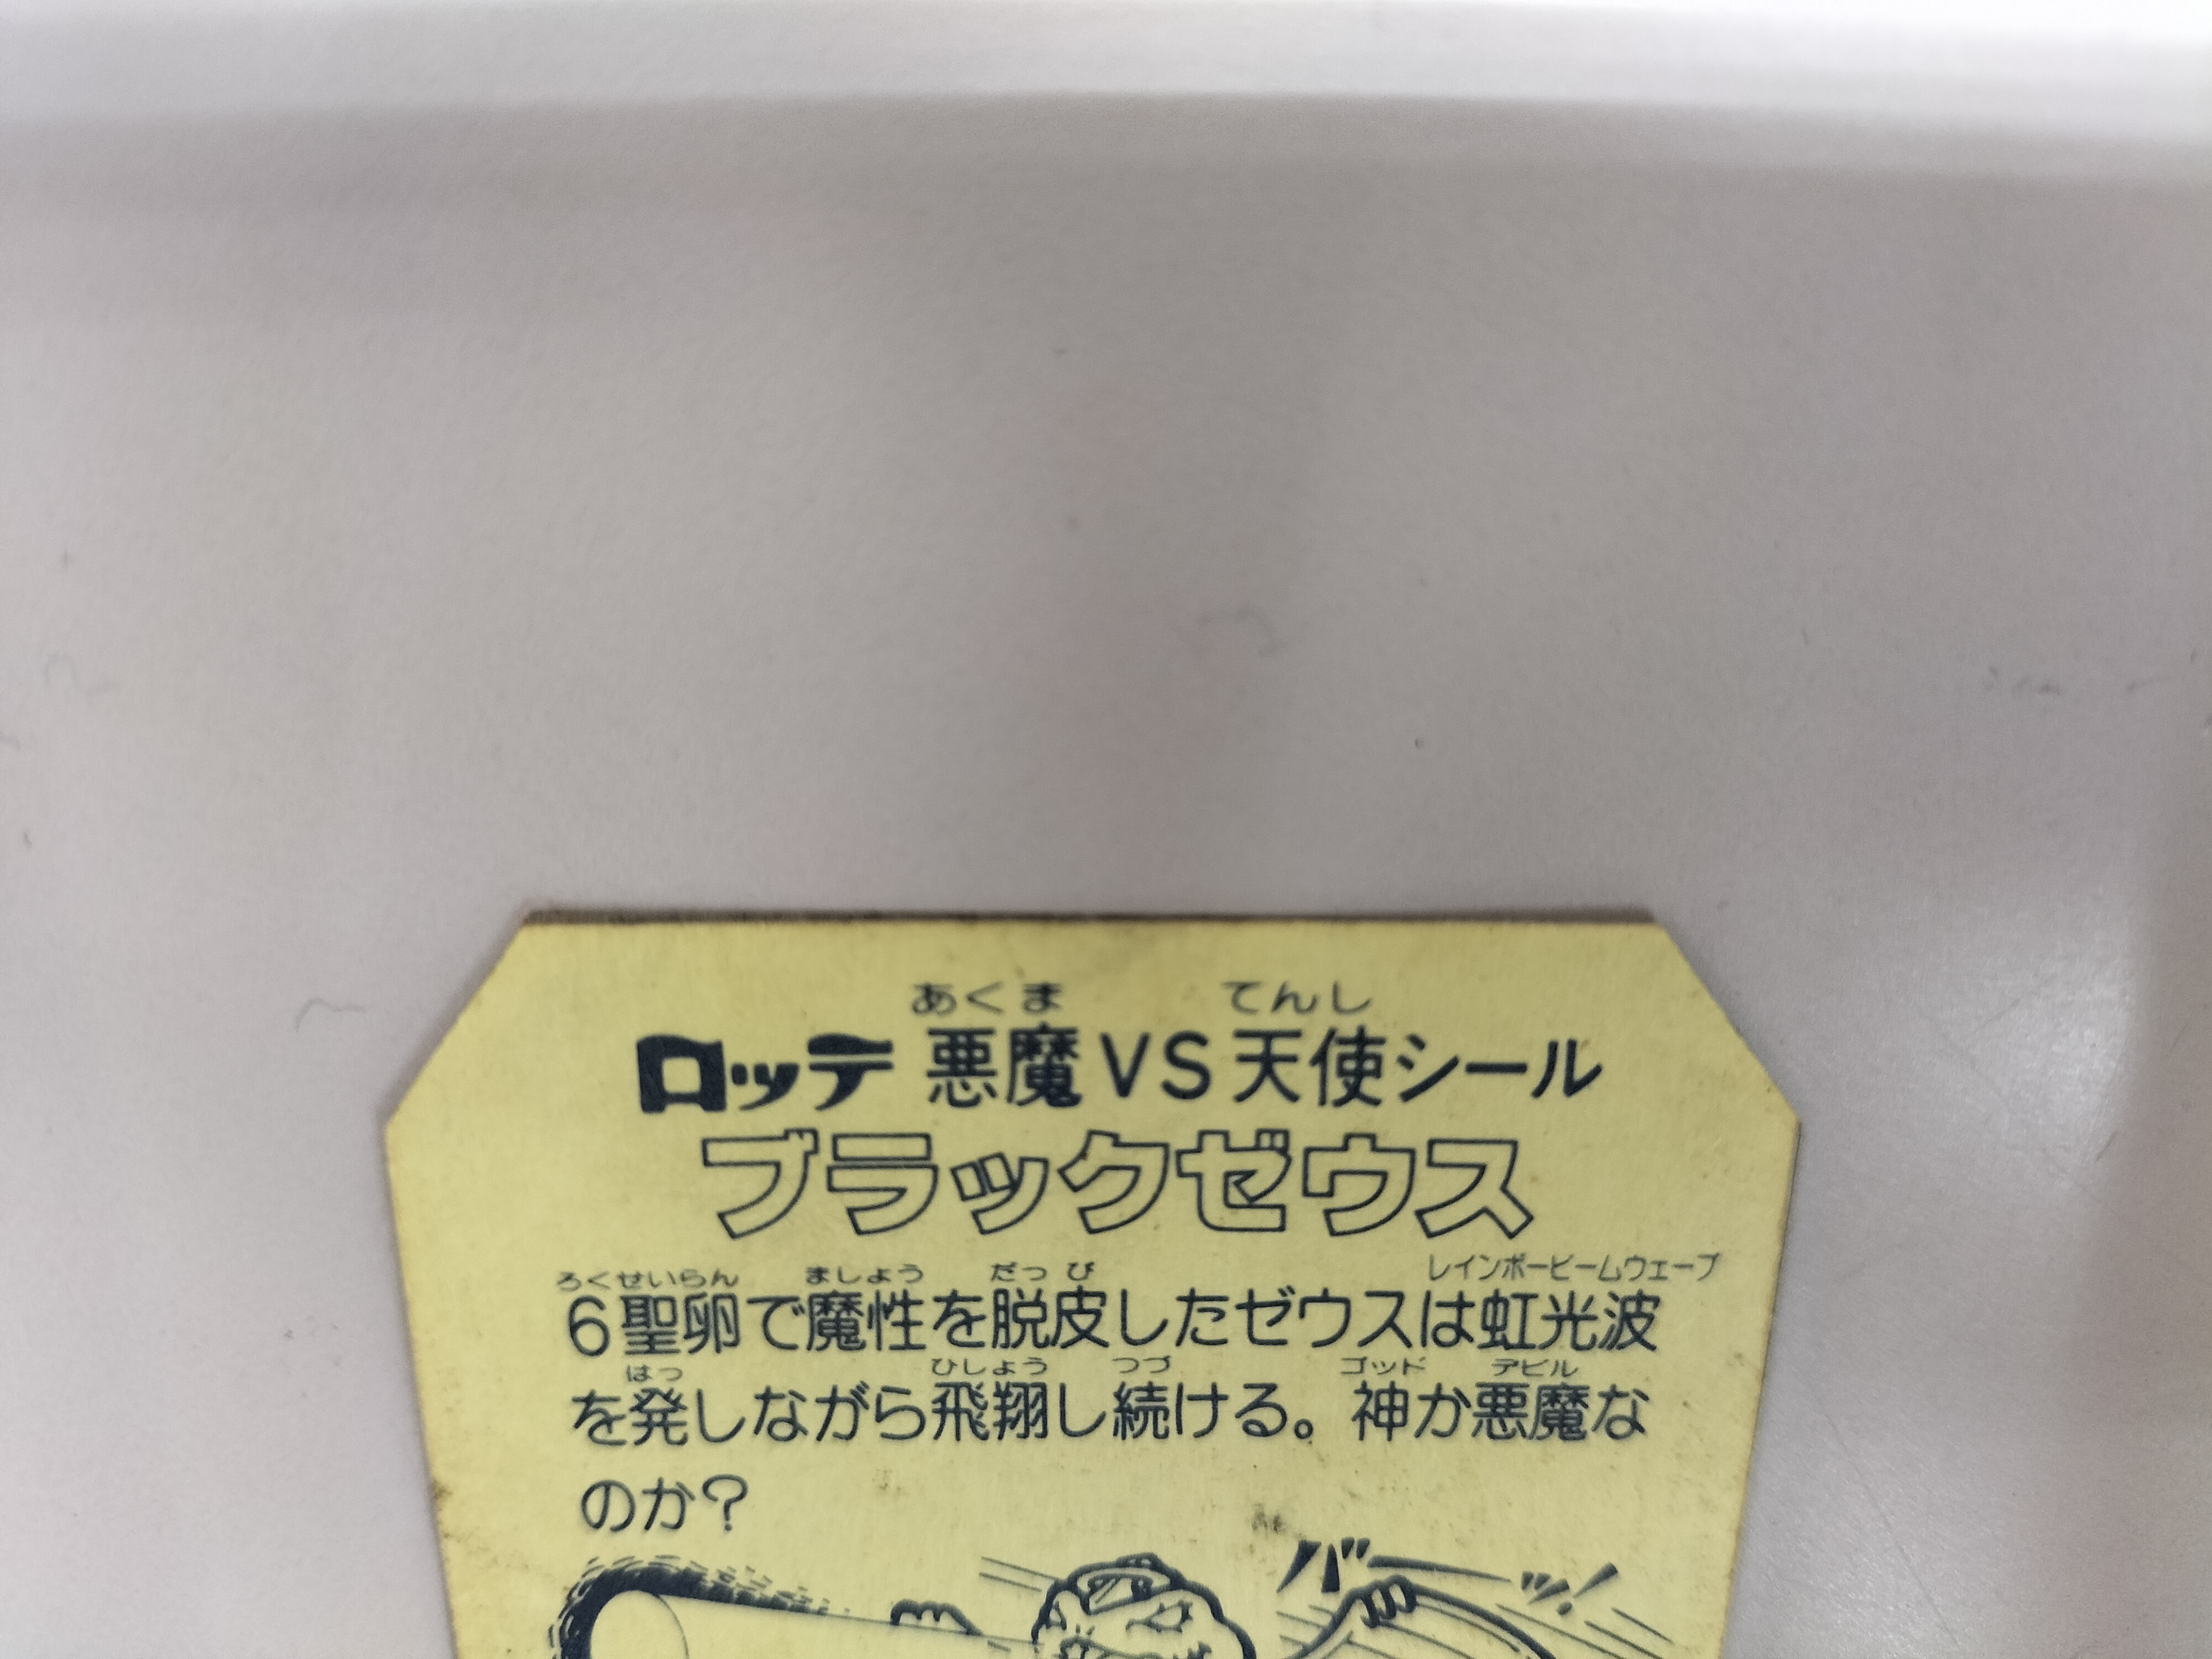 あくま てんし
ロッテ 悪魔VS天使シール
ブラックゼウス
ろくせいらん ましょう だっぴ レインボービームウェーブ
6聖卵で魔性を脱皮したゼウスは虹光波
はっ ひしょう つづ ゴッド デビル
を発しながら飛翔し続ける。神か悪魔な
のか?
バッ!